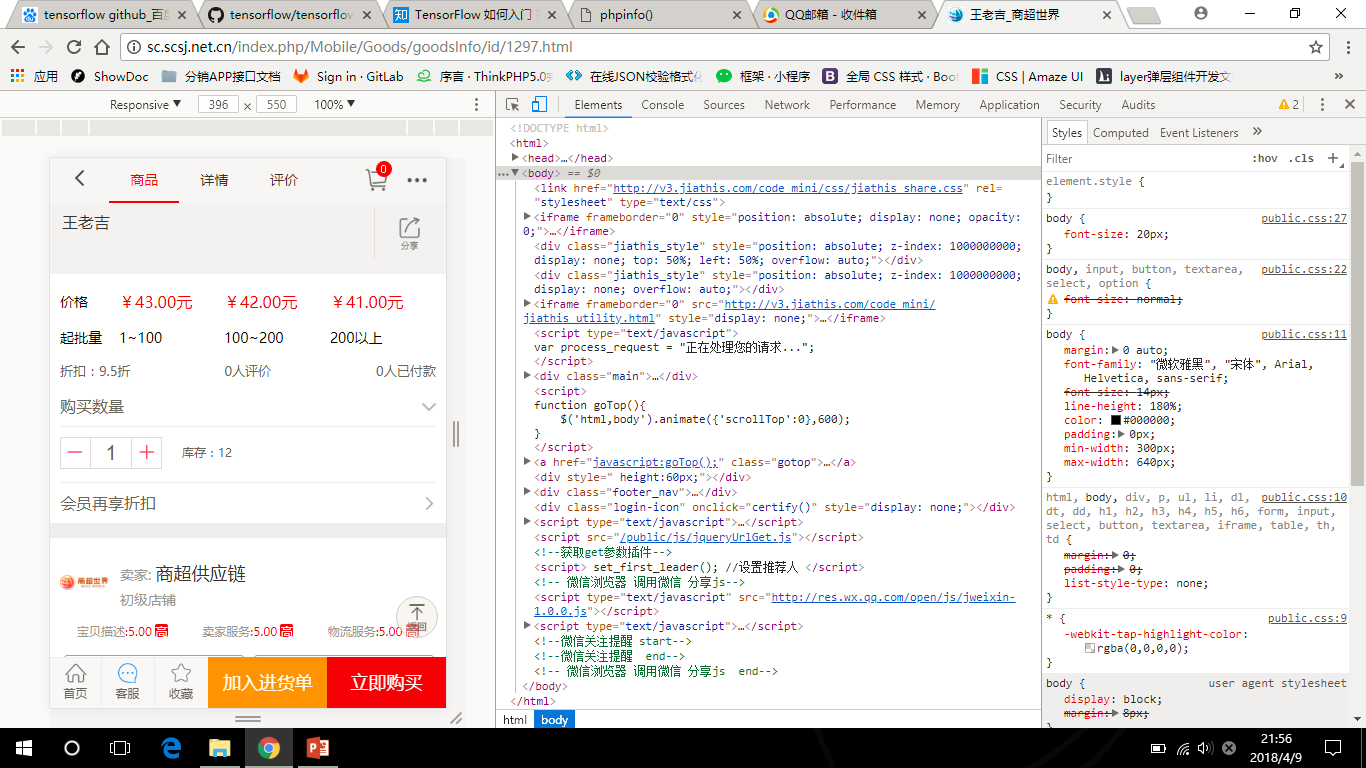 tensorflow github_百度
tensorflow/tensorflow
TensorFlow 如何入门
phpinfo()
QQ邮箱 - 收件箱
王老吉_商超世界
sc.scsj.net.cn/index.php/Mobile/Goods/goodsInfo/id/1297.html
应用
ShowDoc
分销APP接口文档
Sign in · GitLab
序言 · ThinkPHP5.0
在线JSON校验格式化
框架 · 小程序
全局 CSS 样式 · Boot
CSS | Amaze UI
layer弹层组件开发文
»
Responsive ▼
396 × 550
100% ▼
Elements
Console
Sources
Network
Performance
Memory
Application
Security
Audits
2
商品
详情
评价
0
王老吉
分享
价格 ￥43.00元 ￥42.00元 ￥41.00元
起批量 1~100 100~200 200以上
折扣：9.5折 0人评价 0人已付款
购买数量
1
库存：12
会员再享折扣
商超世界
卖家: 商超供应链
初级店铺
宝贝描述:5.00 高 卖家服务:5.00 高 物流服务:5.00 高
首页
客服
收藏
加入进货单
立即购买
<!DOCTYPE html>
<html>
<head>…</head>
<body> == $0
<link href="http://v3.jiathis.com/code_mini/css/jiathis_share.css" rel=
"stylesheet" type="text/css">
<iframe frameborder="0" style="position: absolute; display: none; opacity:
0;">…</iframe>
<div class="jiathis_style" style="position: absolute; z-index: 1000000000;
display: none; top: 50%; left: 50%; overflow: auto;"></div>
<div class="jiathis_style" style="position: absolute; z-index: 1000000000;
display: none; overflow: auto;"></div>
<iframe frameborder="0" src="http://v3.jiathis.com/code_mini/
jiathis_utility.html" style="display: none;">…</iframe>
<script type="text/javascript">
var process_request = "正在处理您的请求...";
</script>
<div class="main">…</div>
<script>
function goTop(){
$('html,body').animate({'scrollTop':0},600);
}
</script>
<a href="javascript:goTop();" class="gotop">…</a>
<div style=" height:60px;"></div>
<div class="footer_nav">…</div>
<div class="login-icon" onclick="certify()" style="display: none;"></div>
<script type="text/javascript">…</script>
<script src="/public/js/jqueryUrlGet.js"></script>
<!--获取get参数插件-->
<script> set_first_leader(); //设置推荐人 </script>
<!-- 微信浏览器 调用微信 分享js-->
<script type="text/javascript" src="http://res.wx.qq.com/open/js/jweixin-
1.0.0.js"></script>
<script type="text/javascript">…</script>
<!--微信关注提醒 start-->
<!--微信关注提醒  end-->
<!-- 微信浏览器 调用微信 分享js  end-->
</body>
</html>
html
body
Styles
Computed
Event Listeners
»
Filter
:hov
.cls
+
element.style {
}
body { public.css:27
font-size: 20px;
}
body, input, button, textarea, public.css:22
select, option {
font-size: normal;
}
body { public.css:11
margin: 0 auto;
font-family: "微软雅黑", "宋体", Arial,
Helvetica, sans-serif;
font-size: 14px;
line-height: 180%;
color: #000000;
padding: 0px;
min-width: 300px;
max-width: 640px;
}
html, body, div, p, ul, li, dl, public.css:10
dt, dd, h1, h2, h3, h4, h5, h6, form, input,
select, button, textarea, iframe, table, th,
td {
margin: 0;
padding: 0;
list-style-type: none;
}
* { public.css:9
-webkit-tap-highlight-color:
rgba(0,0,0,0);
}
body { user agent stylesheet
display: block;
margin: 8px;
21:56
2018/4/9